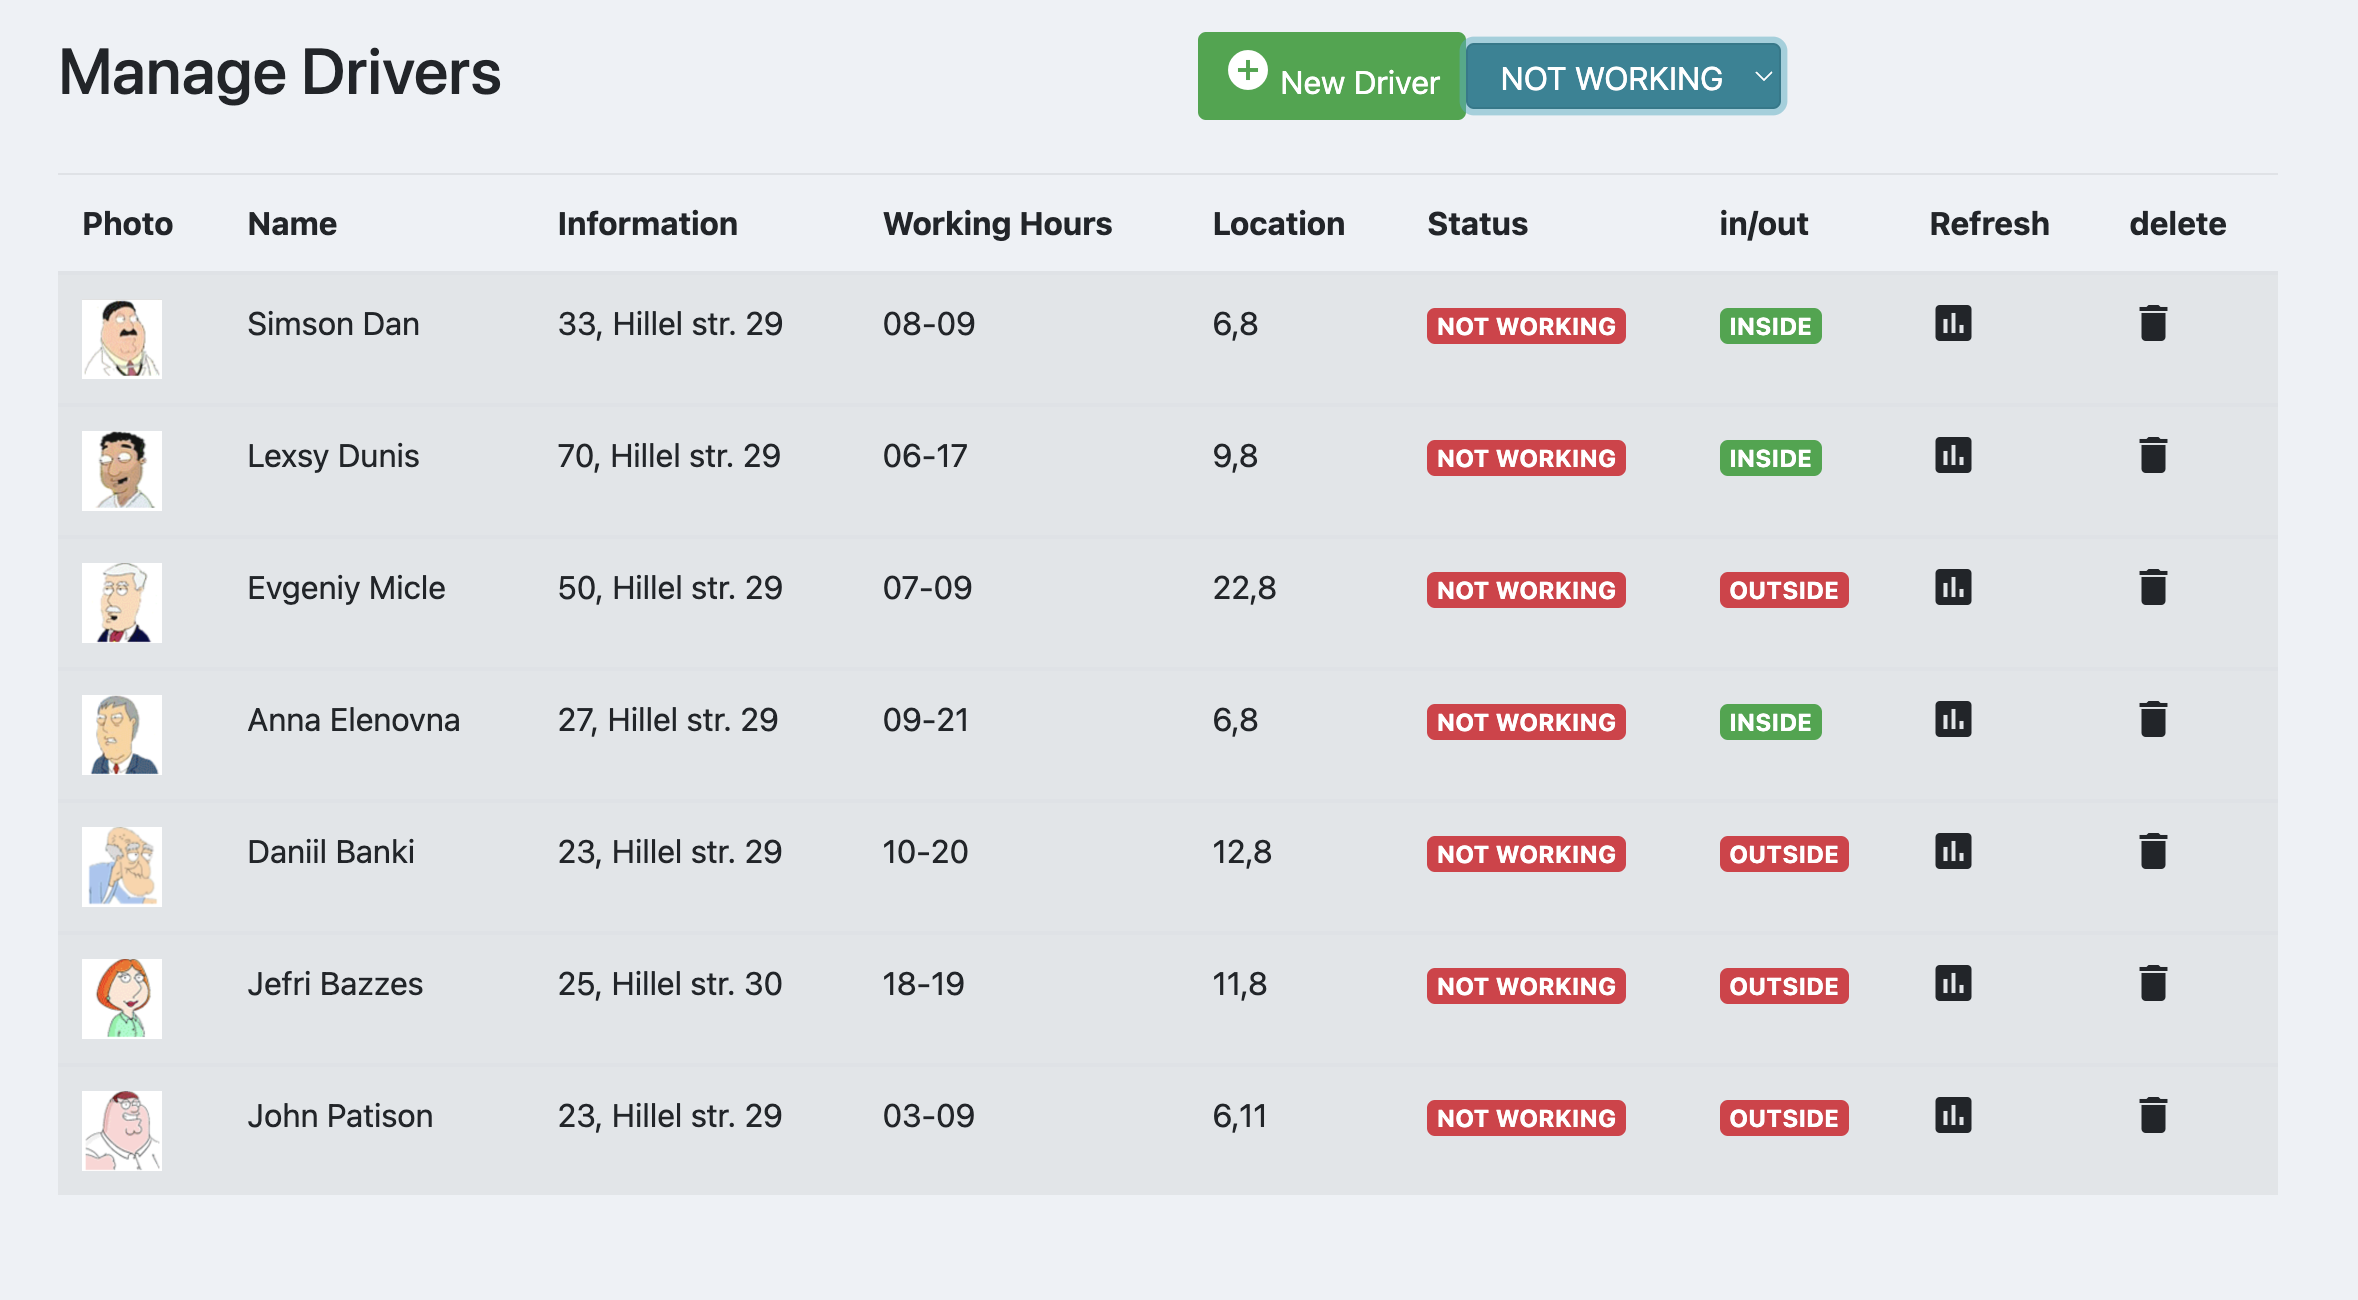 Manage Drivers
New Driver
NOT WORKING
Photo Name Information Working Hours Location Status in/out Refresh delete
Simson Dan 33, Hillel str. 29 08-09 6,8 NOT WORKING INSIDE
Lexsy Dunis 70, Hillel str. 29 06-17 9,8 NOT WORKING INSIDE
Evgeniy Micle 50, Hillel str. 29 07-09 22,8 NOT WORKING OUTSIDE
Anna Elenovna 27, Hillel str. 29 09-21 6,8 NOT WORKING INSIDE
Daniil Banki 23, Hillel str. 29 10-20 12,8 NOT WORKING OUTSIDE
Jefri Bazzes 25, Hillel str. 30 18-19 11,8 NOT WORKING OUTSIDE
John Patison 23, Hillel str. 29 03-09 6,11 NOT WORKING OUTSIDE